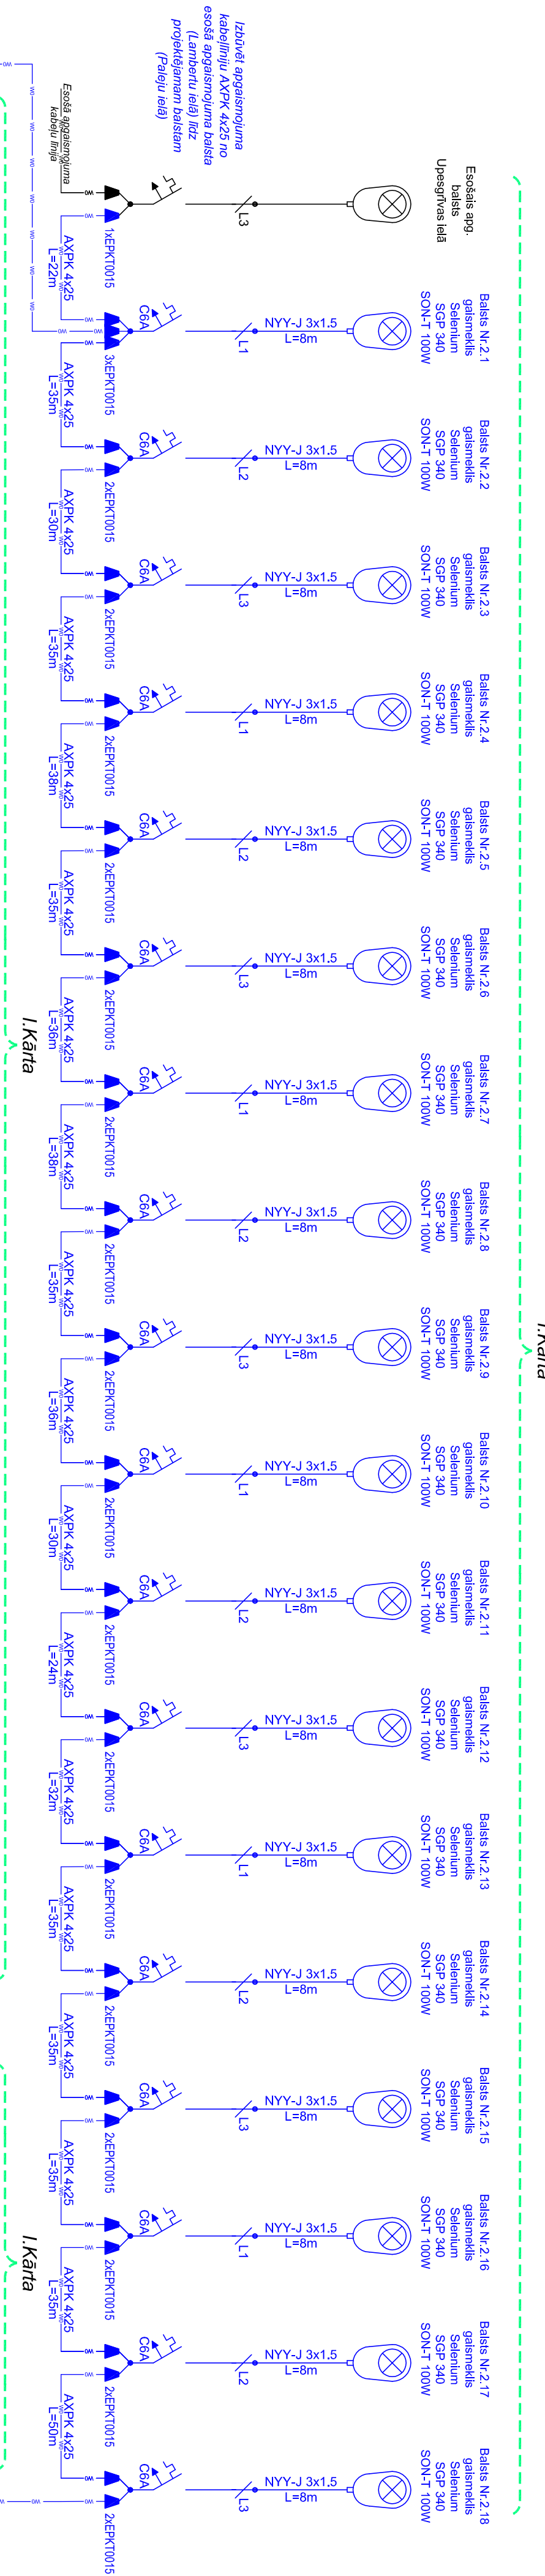 I.Kārta
Esošais apg.
balsts
Upesgrīvas ielā
L3
Izbūvēt apgaismojuma
kabeļlīniju AXPK 4x25 no
esošā apgaismojuma balsta
(Lambertu ielā) līdz
projektējamam balstam
(Paleju ielā)
Esošā apgaismojuma
kabeļu līnija
1xEPKT0015
AXPK 4x25
L=22m
Balsts Nr.2.1
gaismeklis
Selenium
SGP 340
SON-T 100W
NYY-J 3x1.5
L=8m
L1
C6A
3xEPKT0015
AXPK 4x25
L=35m
Balsts Nr.2.2
gaismeklis
Selenium
SGP 340
SON-T 100W
NYY-J 3x1.5
L=8m
L2
C6A
2xEPKT0015
AXPK 4x25
L=30m
Balsts Nr.2.3
gaismeklis
Selenium
SGP 340
SON-T 100W
NYY-J 3x1.5
L=8m
L3
C6A
2xEPKT0015
AXPK 4x25
L=35m
Balsts Nr.2.4
gaismeklis
Selenium
SGP 340
SON-T 100W
NYY-J 3x1.5
L=8m
L1
C6A
2xEPKT0015
AXPK 4x25
L=38m
Balsts Nr.2.5
gaismeklis
Selenium
SGP 340
SON-T 100W
NYY-J 3x1.5
L=8m
L2
C6A
2xEPKT0015
AXPK 4x25
L=35m
Balsts Nr.2.6
gaismeklis
Selenium
SGP 340
SON-T 100W
NYY-J 3x1.5
L=8m
L3
C6A
2xEPKT0015
AXPK 4x25
L=36m
Balsts Nr.2.7
gaismeklis
Selenium
SGP 340
SON-T 100W
NYY-J 3x1.5
L=8m
L1
C6A
2xEPKT0015
AXPK 4x25
L=38m
Balsts Nr.2.8
gaismeklis
Selenium
SGP 340
SON-T 100W
NYY-J 3x1.5
L=8m
L2
C6A
2xEPKT0015
AXPK 4x25
L=35m
Balsts Nr.2.9
gaismeklis
Selenium
SGP 340
SON-T 100W
NYY-J 3x1.5
L=8m
L3
C6A
2xEPKT0015
AXPK 4x25
L=36m
Balsts Nr.2.10
gaismeklis
Selenium
SGP 340
SON-T 100W
NYY-J 3x1.5
L=8m
L1
C6A
2xEPKT0015
AXPK 4x25
L=30m
Balsts Nr.2.11
gaismeklis
Selenium
SGP 340
SON-T 100W
NYY-J 3x1.5
L=8m
L2
C6A
2xEPKT0015
AXPK 4x25
L=24m
Balsts Nr.2.12
gaismeklis
Selenium
SGP 340
SON-T 100W
NYY-J 3x1.5
L=8m
L3
C6A
2xEPKT0015
AXPK 4x25
L=32m
Balsts Nr.2.13
gaismeklis
Selenium
SGP 340
SON-T 100W
NYY-J 3x1.5
L=8m
L1
C6A
2xEPKT0015
AXPK 4x25
L=35m
Balsts Nr.2.14
gaismeklis
Selenium
SGP 340
SON-T 100W
NYY-J 3x1.5
L=8m
L2
C6A
2xEPKT0015
AXPK 4x25
L=35m
Balsts Nr.2.15
gaismeklis
Selenium
SGP 340
SON-T 100W
NYY-J 3x1.5
L=8m
L3
C6A
2xEPKT0015
AXPK 4x25
L=35m
Balsts Nr.2.16
gaismeklis
Selenium
SGP 340
SON-T 100W
NYY-J 3x1.5
L=8m
L1
C6A
2xEPKT0015
AXPK 4x25
L=35m
Balsts Nr.2.17
gaismeklis
Selenium
SGP 340
SON-T 100W
NYY-J 3x1.5
L=8m
L2
C6A
2xEPKT0015
AXPK 4x25
L=50m
Balsts Nr.2.18
gaismeklis
Selenium
SGP 340
SON-T 100W
NYY-J 3x1.5
L=8m
L3
C6A
2xEPKT0015
I.Kārta
I.Kārta